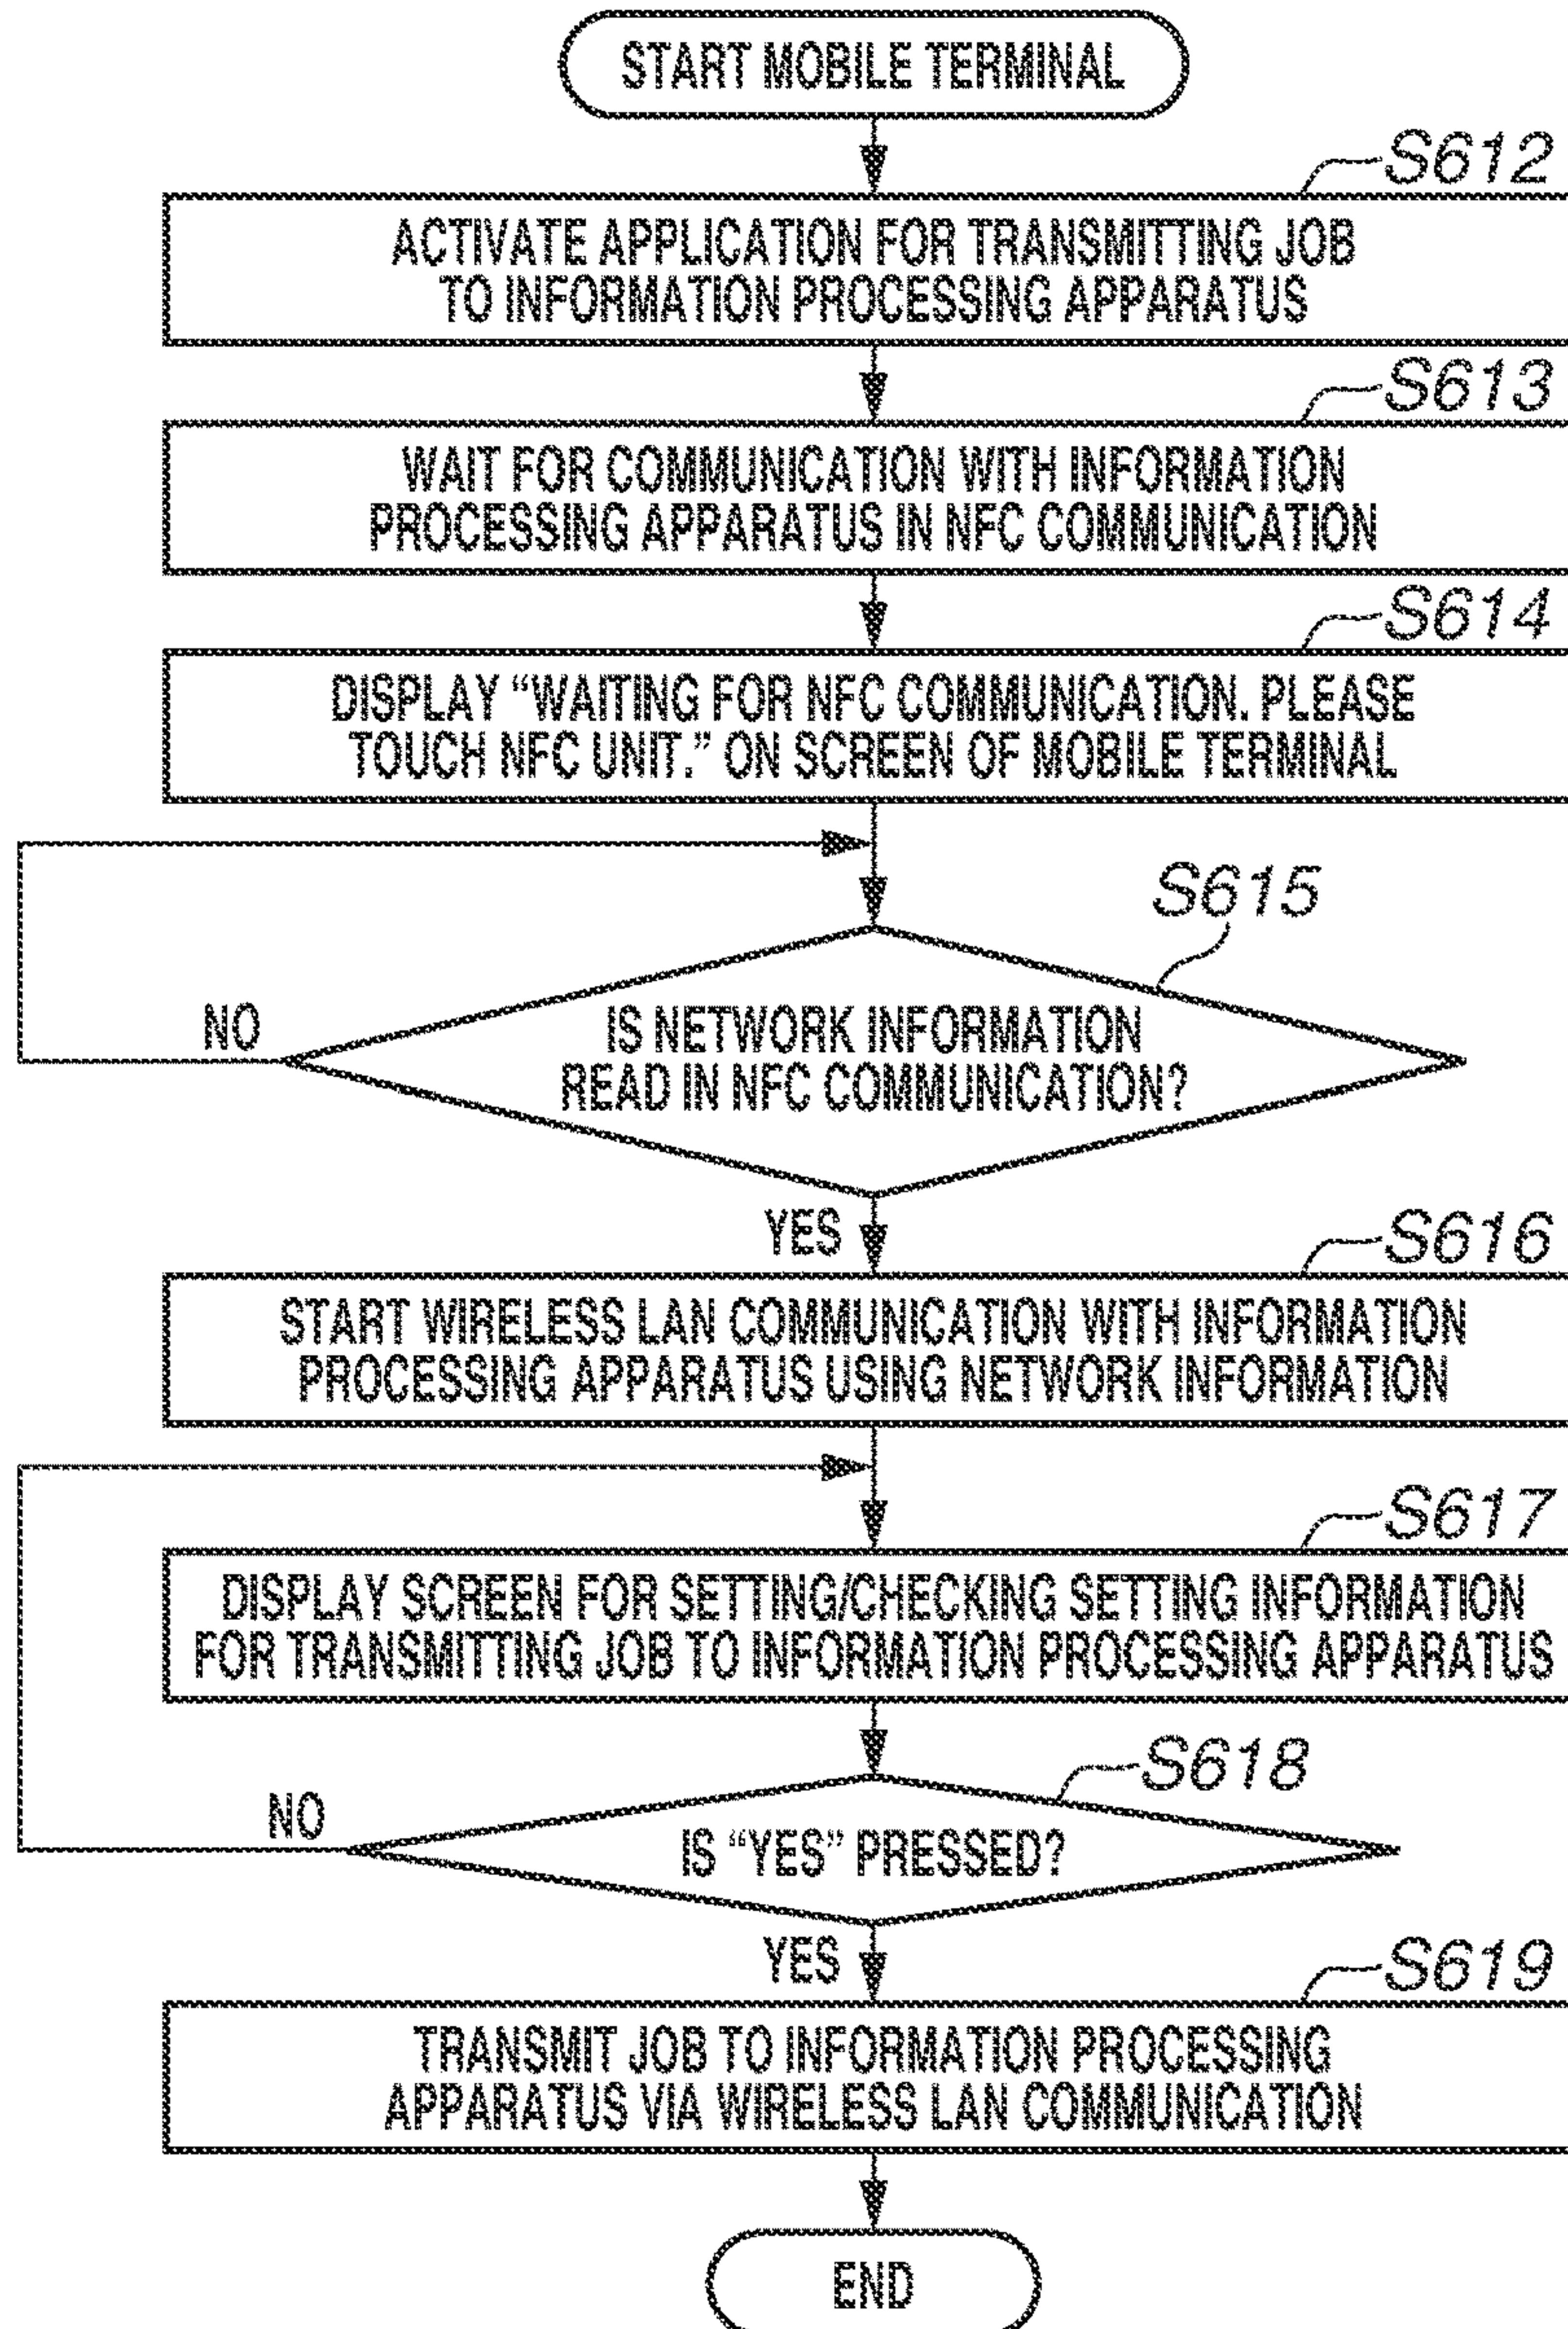 START MOBILE TERMINAL
S612
ACTIVATE APPLICATION FOR TRANSMITTING JOB
TO INFORMATION PROCESSING APPARATUS
S613
WAIT FOR COMMUNICATION WITH INFORMATION
PROCESSING APPARATUS IN NFC COMMUNICATION
S614
DISPLAY “WAITING FOR NFC COMMUNICATION. PLEASE
TOUCH NFC UNIT.” ON SCREEN OF MOBILE TERMINAL
S615
NO
IS NETWORK INFORMATION
READ IN NFC COMMUNICATION?
YES
S616
START WIRELESS LAN COMMUNICATION WITH INFORMATION
PROCESSING APPARATUS USING NETWORK INFORMATION
S617
DISPLAY SCREEN FOR SETTING/CHECKING SETTING INFORMATION
FOR TRANSMITTING JOB TO INFORMATION PROCESSING APPARATUS
S618
NO
IS “YES” PRESSED?
YES
S619
TRANSMIT JOB TO INFORMATION PROCESSING
APPARATUS VIA WIRELESS LAN COMMUNICATION
END